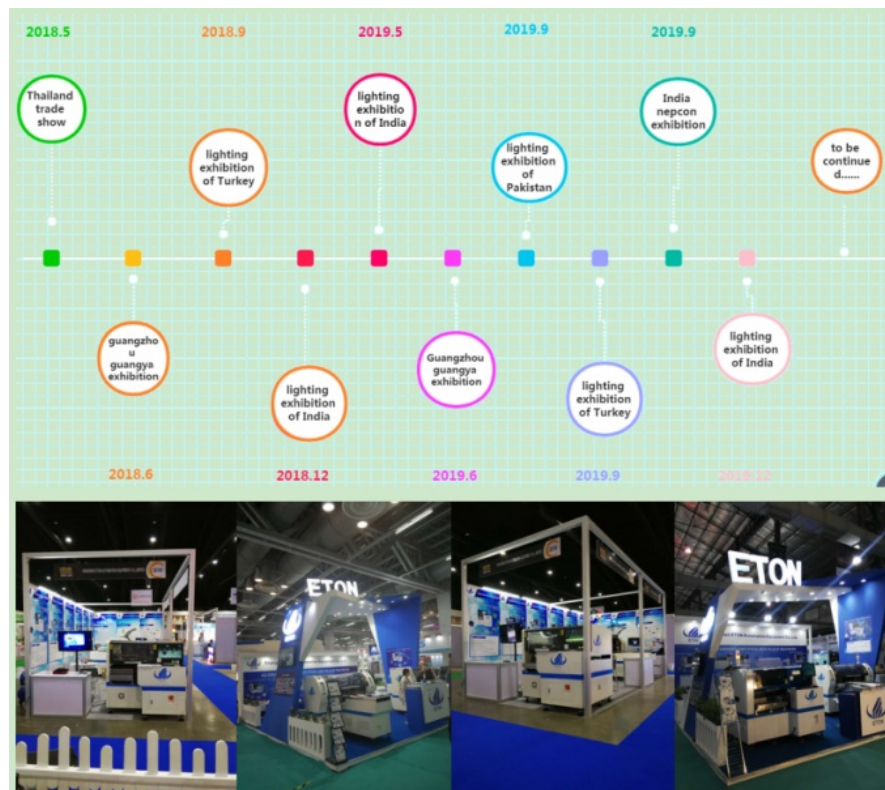 2018.5
2018.9
2019.5
2019.9
2019.9
Thailand
trade
show
lighting
exhibition
of Turkey
lighting
exhibitio
n of India
lighting
exhibition
of
Pakistan
India
nepcon
exhibition
to be
continue
d......
guangzho
u
guangya
exhibition
lighting
exhibition
of India
Guangzhou
guangya
exhibition
lighting
exhibition
of Turkey
lighting
exhibition
of India
2018.6
2018.12
2019.6
2019.9
2019.12
ETON
ETON